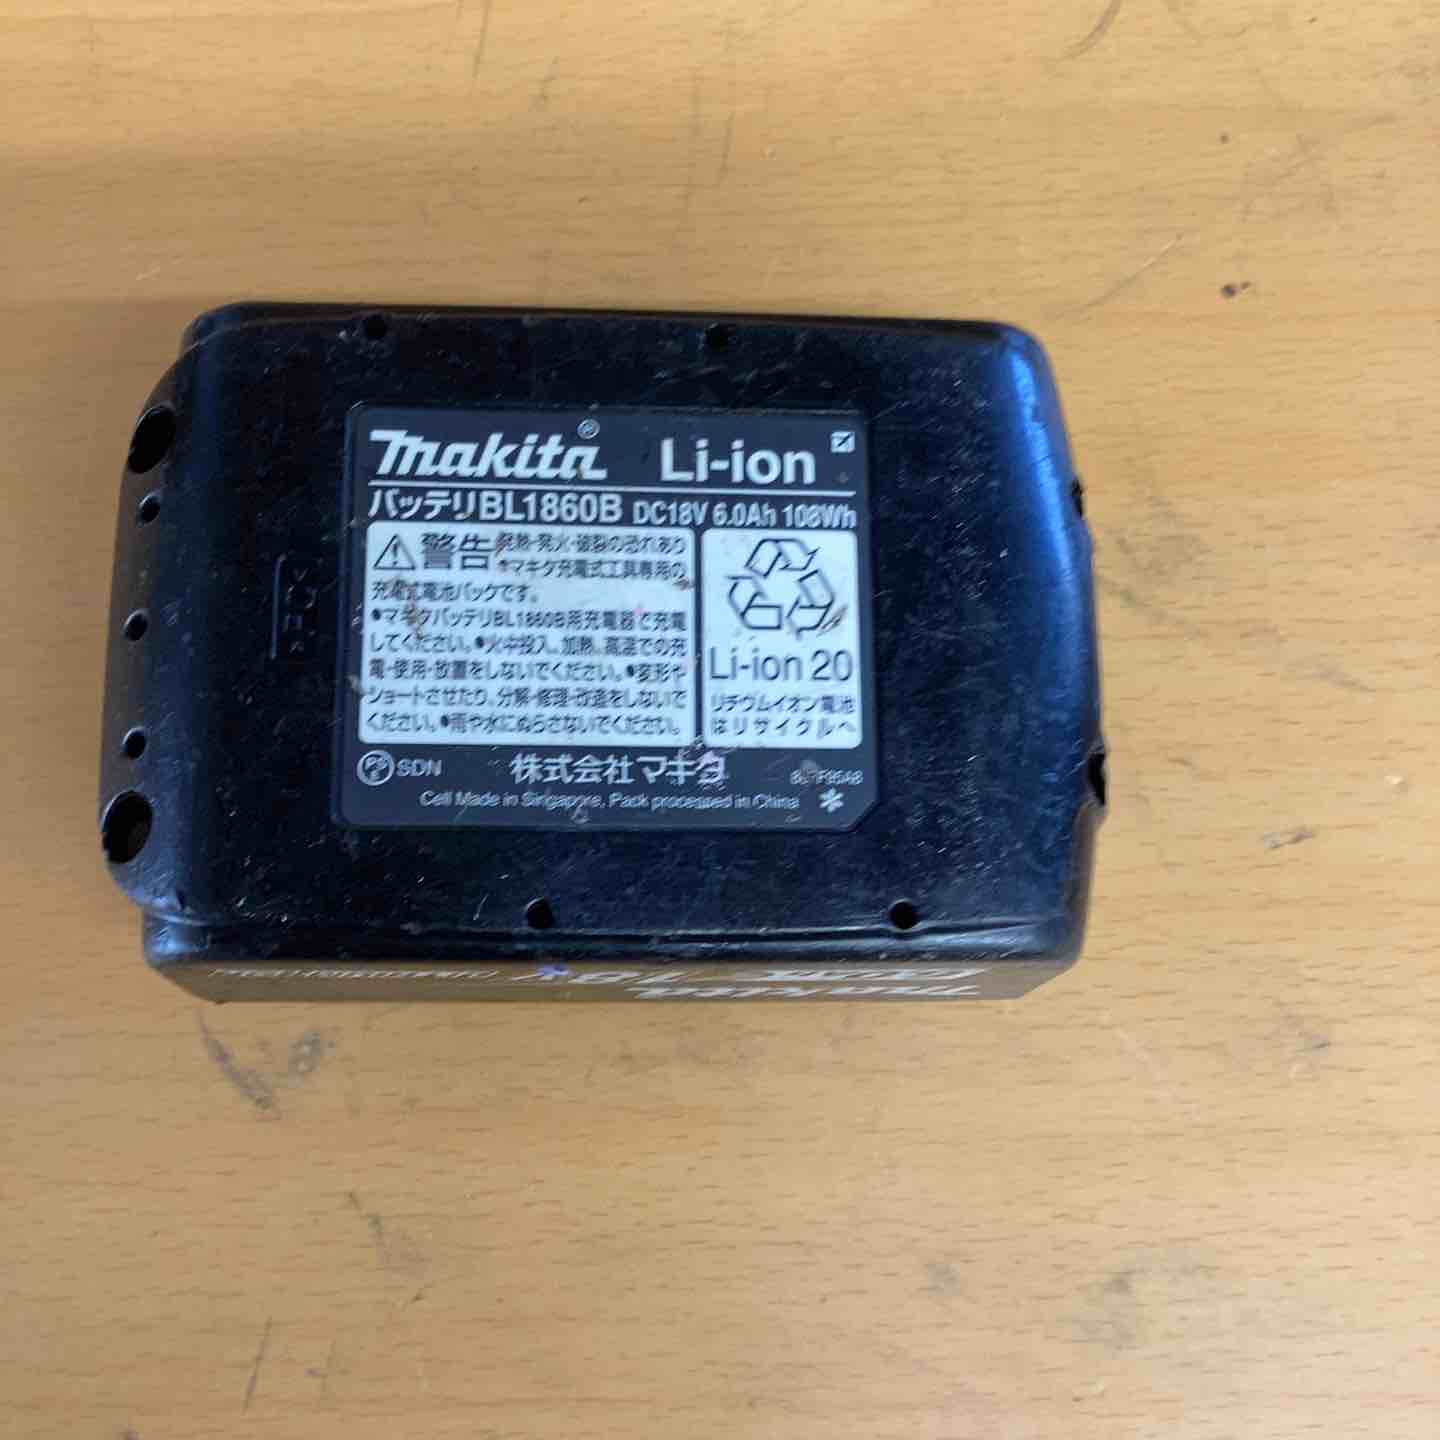 makita® Li-ion
バッテリBL1860B DC18V 6.0Ah 108Wh
警告 発熱・発火・破裂の恐れあり
●マキタ充電式工具専用の
充電式電池パックです。
●マキタバッテリBL1860B用充電器で充電
してください。●火中投入、加熱、高温での充
電・使用・放置をしないでください。●変形や
ショートさせたり、分解・修理・改造をしないで
ください。●雨や水にぬらさないでください。
Li-ion 20
リチウムイオン電池
はリサイクルへ
PS E SDN 株式会社マキタ
Cell Made in Singapore, Pack processed in China *
makita
18V